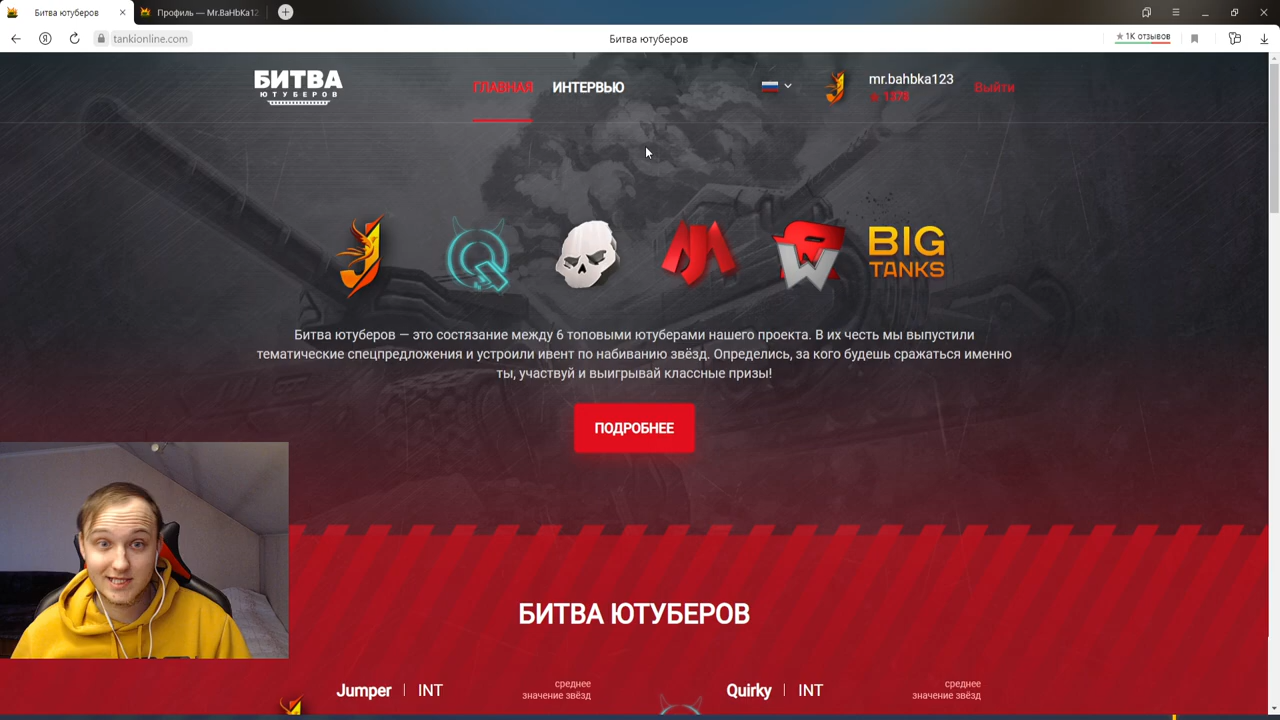 Битва ютуберов
Профиль — Mr.BaHbKa12
tankionline.com
Битва ютуберов
1K отзывов
БИТВА
ЮТУБЕРОВ
ГЛАВНАЯ
ИНТЕРВЬЮ
mr.bahbka123
1373
Выйти
BIG
TANKS
Битва ютуберов — это состязание между 6 топовыми ютуберами нашего проекта. В их честь мы выпустили
тематические спецпредложения и устроили ивент по набиванию звёзд. Определись, за кого будешь сражаться именно
ты, участвуй и выигрывай классные призы!
ПОДРОБНЕЕ
БИТВА ЮТУБЕРОВ
Jumper | INT
среднее
значение звёзд
Quirky | INT
среднее
значение звёзд